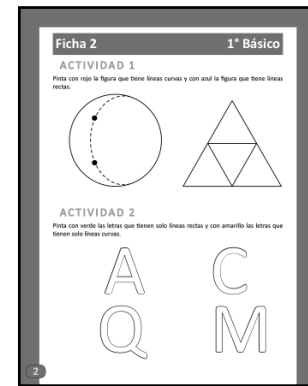 Ficha 2
1° Básico
ACTIVIDAD 1
Pinta con rojo la figura que tiene líneas curvas y con azul la figura que tiene líneas
rectas.
ACTIVIDAD 2
Pinta con verde las letras que tienen solo líneas rectas y con amarillo las letras que
tienen solo líneas curvas.
A C
Q M
2